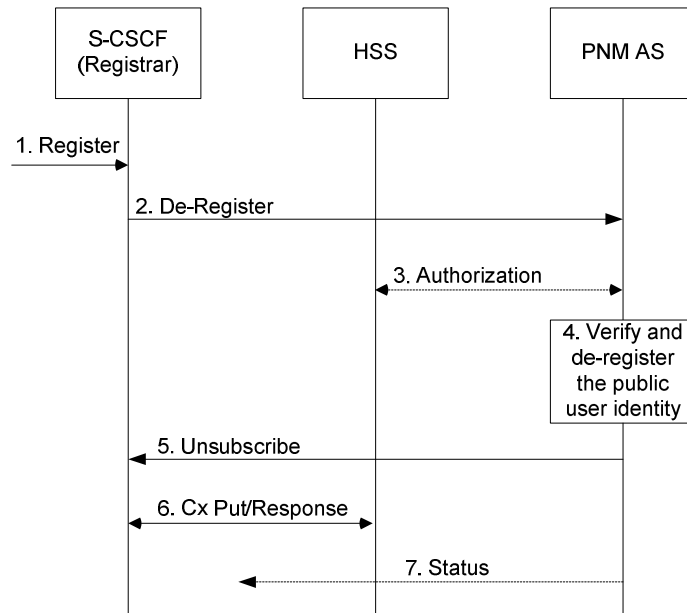 S-CSCF
(Registrar)
HSS
PNM AS
1. Register
2. De-Register
3. Authorization
4. Verify and
de-register
the public
user identity
5. Unsubscribe
6. Cx Put/Response
7. Status